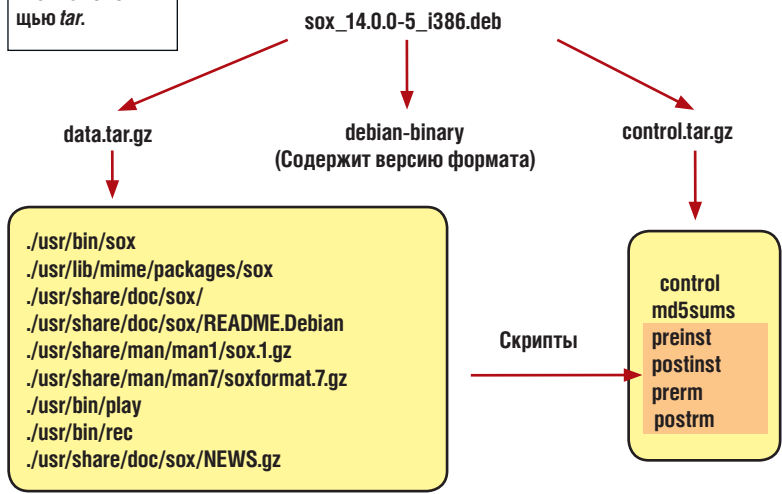 щью tar.
sox_14.0.0-5_i386.deb
data.tar.gz
debian-binary
(Содержит версию формата)
control.tar.gz
./usr/bin/sox
./usr/lib/mime/packages/sox
./usr/share/doc/sox/
./usr/share/doc/sox/README.Debian
./usr/share/man/man1/sox.1.gz
./usr/share/man/man7/soxformat.7.gz
./usr/bin/play
./usr/bin/rec
./usr/share/doc/sox/NEWS.gz
Скрипты
control
md5sums
preinst
postinst
prerm
postrm